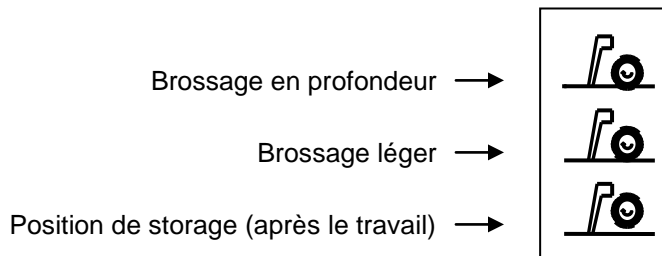 Brossage en profondeur
Brossage léger
Position de storage (après le travail)